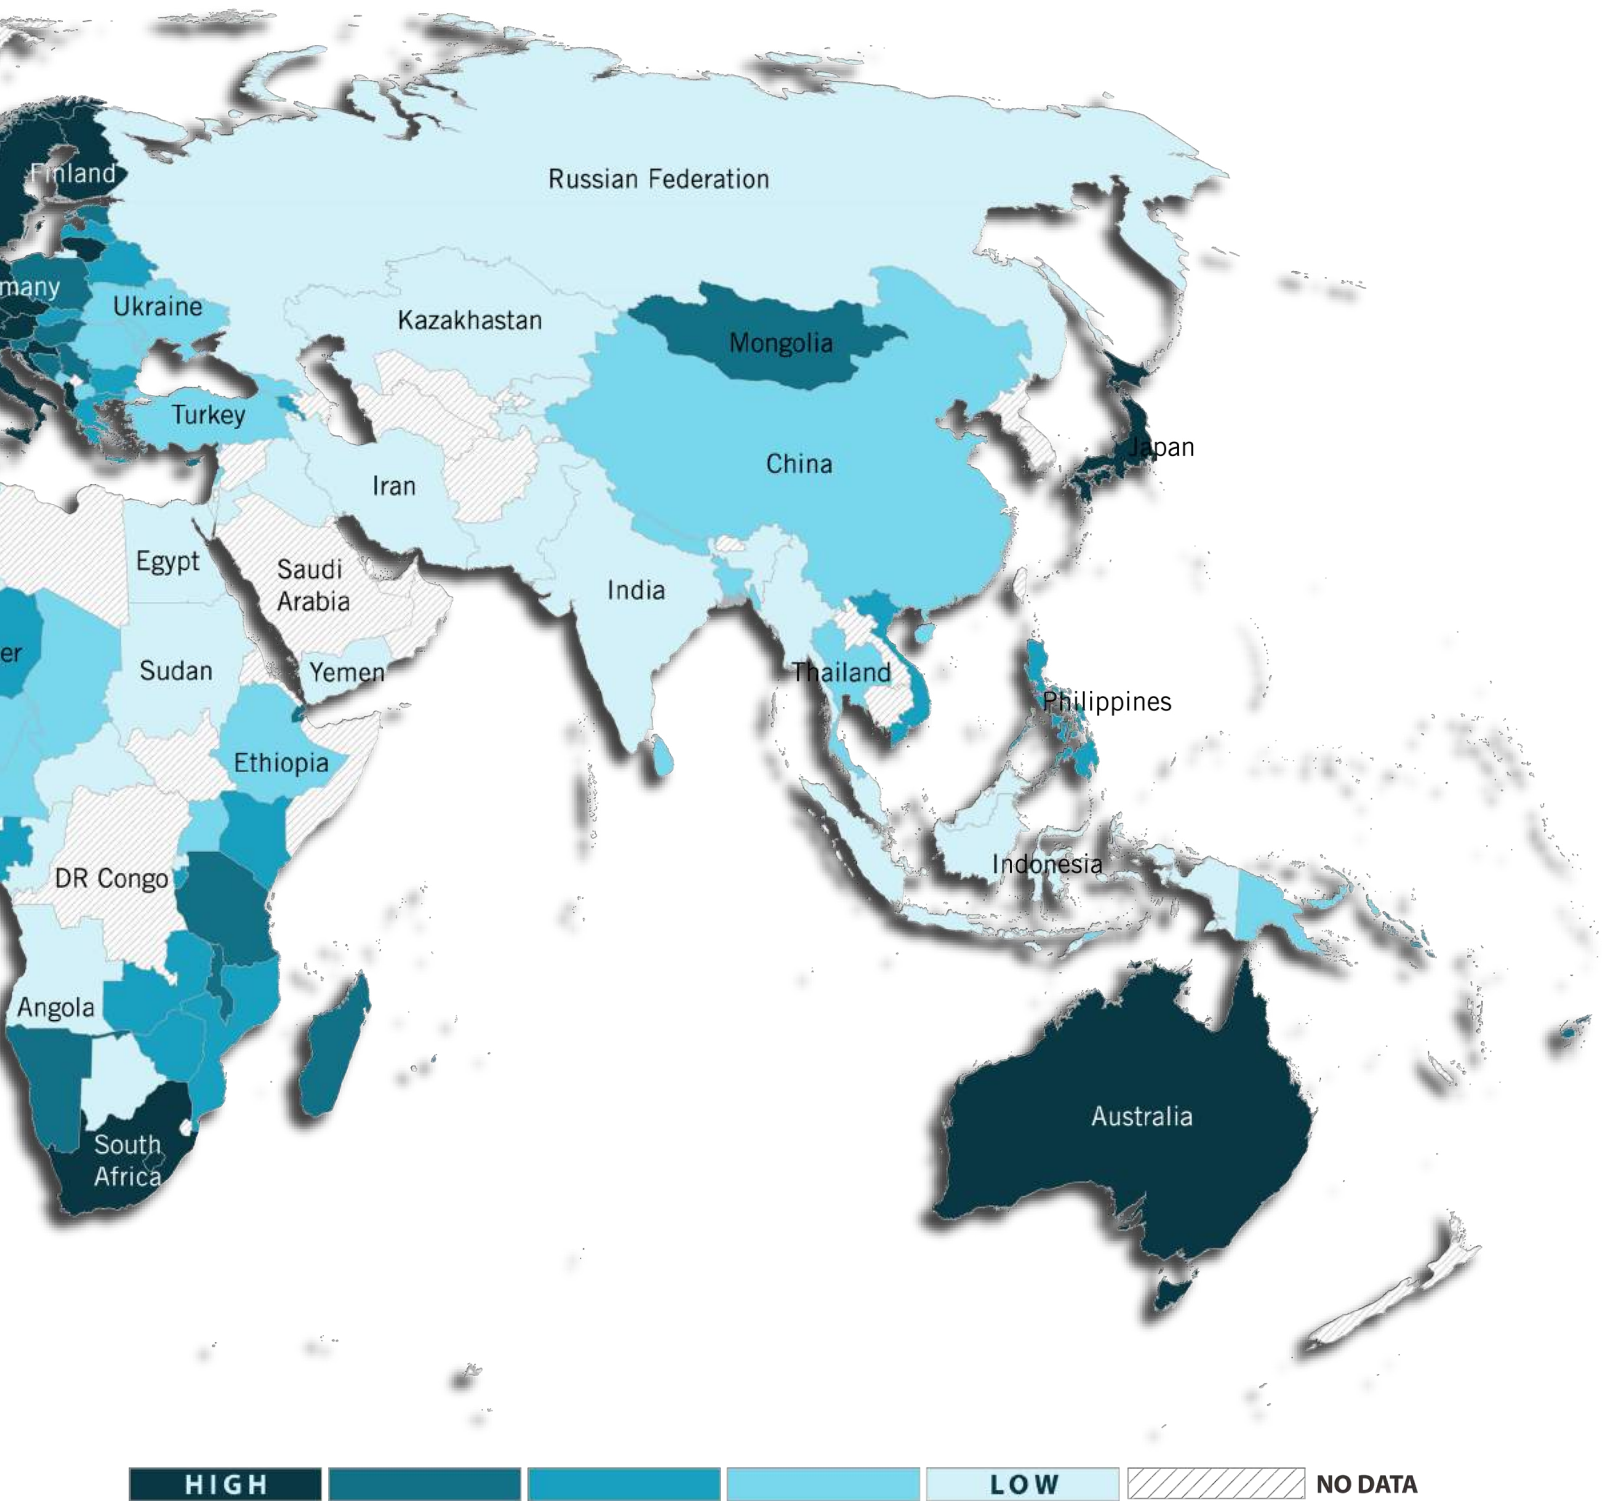 Finland
Russian Federation
many
Ukraine
Kazakhastan
Mongolia
Turkey
Japan
China
Iran
Egypt
Saudi
Arabia
India
er
Sudan
Yemen
Thailand
Philippines
Ethiopia
Indonesia
DR Congo
Angola
Australia
South
Africa
HIGH
LOW
NO DATA